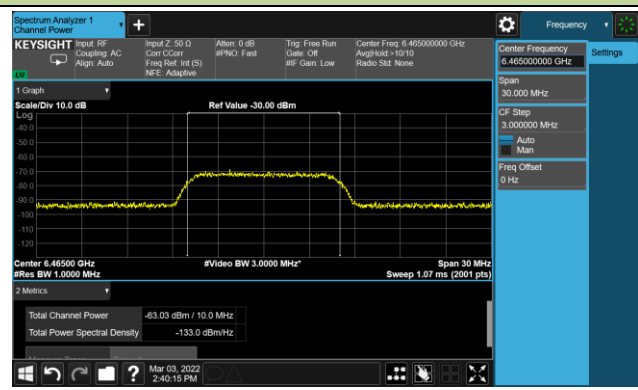 Spectrum Analyzer 1
Channel Power
Frequency
KEYSIGHT
Input: RF
Coupling: AC
Align: Auto
Input Z: 50 Ω
Corr CCorr
Freq Ref: Int (S)
NFE: Adaptive
Atten: 0 dB
#PNO: Fast
Trig: Free Run
Gate: Off
#IF Gain: Low
Center Freq: 6.465000000 GHz
Avg|Hold:>10/10
Radio Std: None
LW
Center Frequency
6.465000000 GHz
Settings
Span
30.000 MHz
CF Step
3.000000 MHz
Auto
Man
Freq Offset
0 Hz
1 Graph
Scale/Div 10.0 dB
Ref Value -30.00 dBm
Log
-40.0
-50.0
-60.0
-70.0
-80.0
-90.0
-100
-110
-120
Center 6.46500 GHz
#Video BW 3.0000 MHz*
Span 30 MHz
#Res BW 1.0000 MHz
Sweep 1.07 ms (2001 pts)
2 Metrics
Total Channel Power
-63.03 dBm / 10.0 MHz
Total Power Spectral Density
-133.0 dBm/Hz
Mar 03, 2022
2:40:15 PM